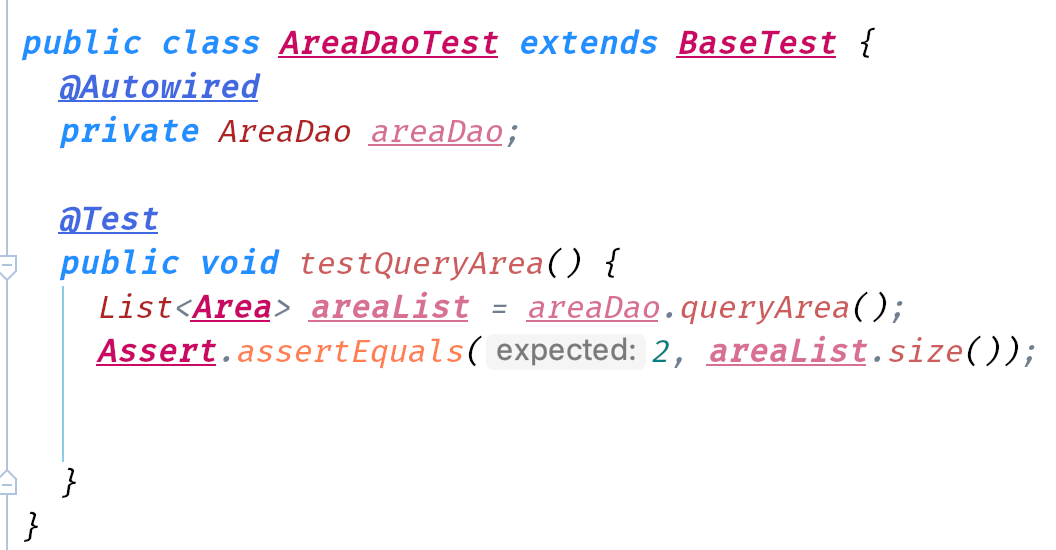 public class AreaDaoTest extends BaseTest {
@Autowired
private AreaDao areaDao;
@Test
public void testQueryArea() {
List<Area> areaList = areaDao.queryArea();
Assert.assertEquals( expected: 2, areaList.size());
}
}